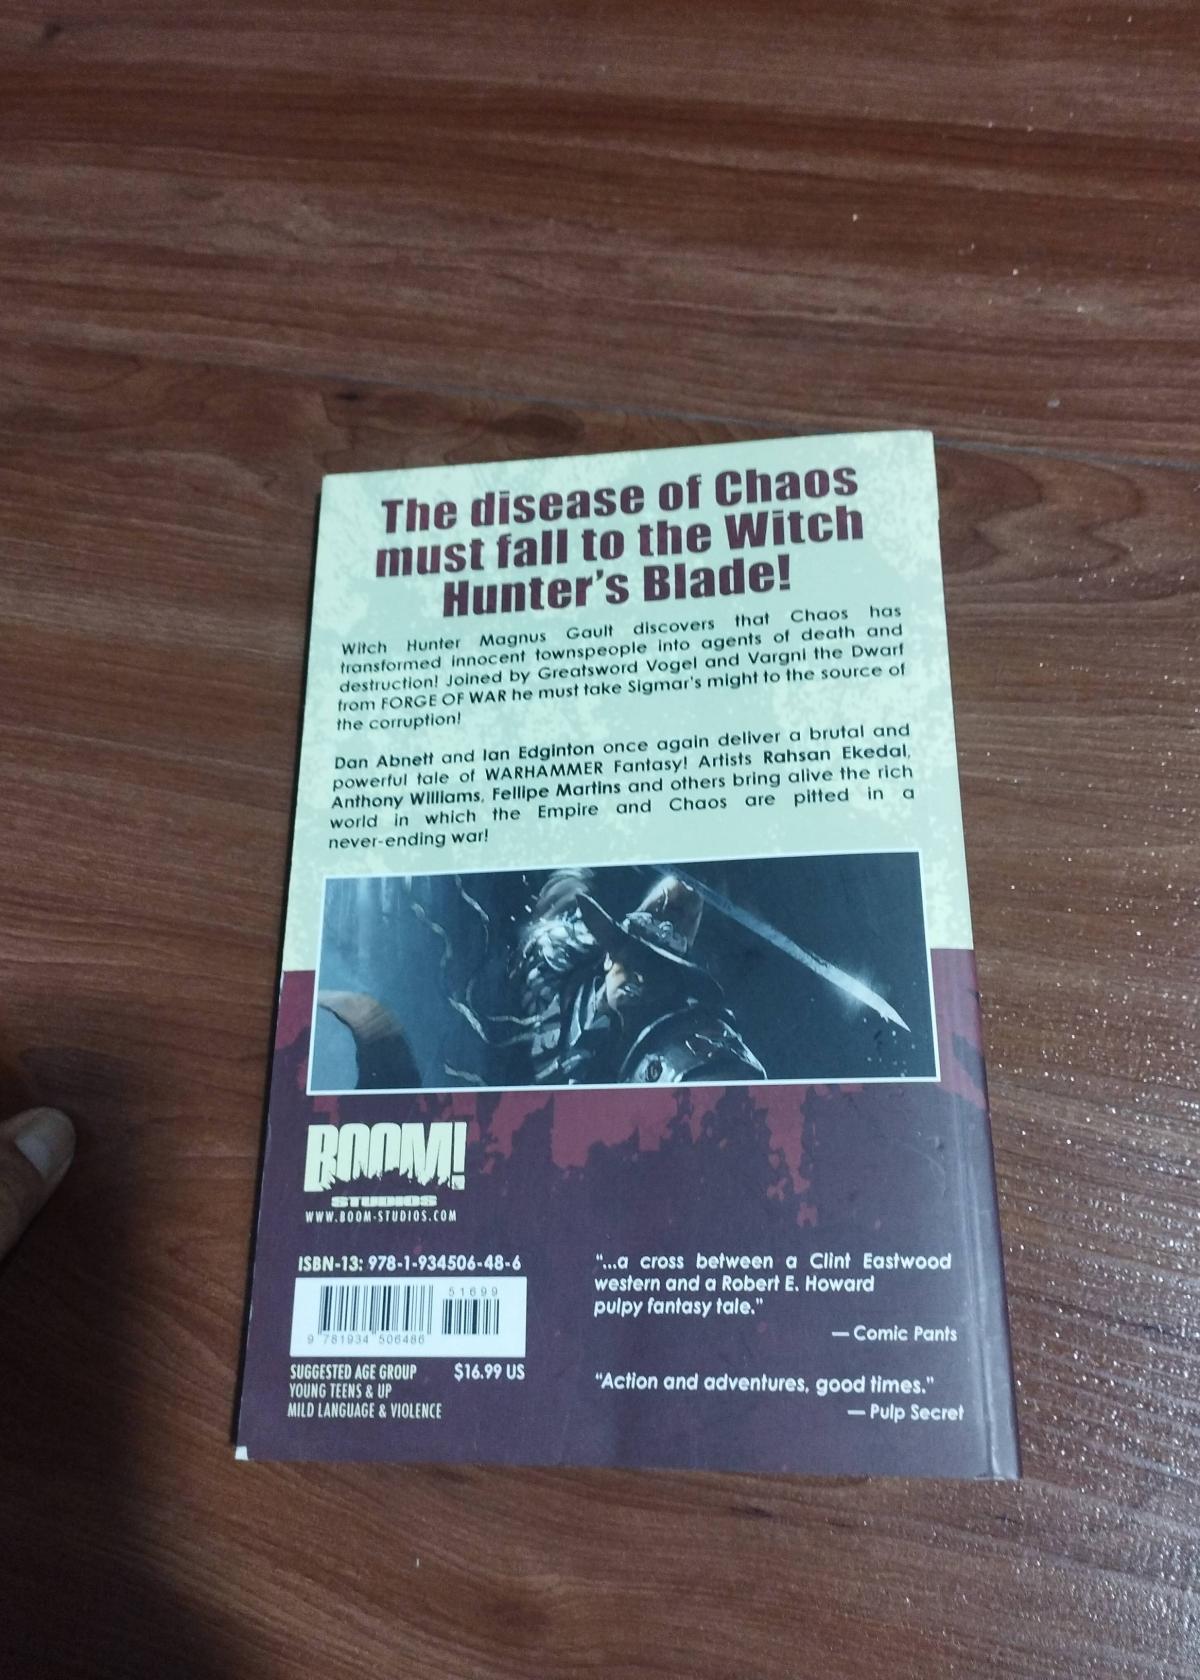 The disease of Chaos
must fall to the Witch
Hunter's Blade!
Witch Hunter Magnus Gault discovers that Chaos has
transformed innocent townspeople into agents of death and
destruction! Joined by Greatsword Vogel and Vargni the Dwarf
from FORGE OF WAR he must take Sigmar's might to the source of
the corruption!
Dan Abnett and Ian Edginton once again deliver a brutal and
powerful tale of WARHAMMER Fantasy! Artists Rahsan Ekedal,
Anthony Williams, Fellipe Martins and others bring alive the rich
world in which the Empire and Chaos are pitted in a
never-ending war!
BOOM!
STUDIOS
WWW.BOOM-STUDIOS.COM
ISBN-13: 978-1-934506-48-6
51699
9 781934 506486
SUGGESTED AGE GROUP
YOUNG TEENS & UP
MILD LANGUAGE & VIOLENCE
$16.99 US
"...a cross between a Clint Eastwood
western and a Robert E. Howard
pulpy fantasy tale."
— Comic Pants
"Action and adventures, good times."
— Pulp Secret